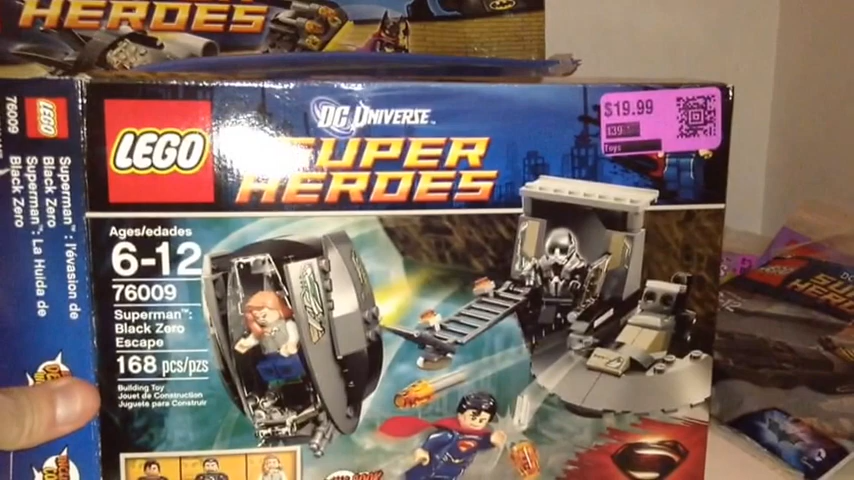 HEROES
76009
LEGO
Superman™: l'évasion de
Black Zero
Superman™: La Huida de
Black Zero
LEGO
DC UNIVERSE™
SUPER
HEROES
$19.99
Toys
Ages/edades
6-12
76009
Superman™:
Black Zero
Escape
168 pcs/pzs
Building Toy
Jouet de Construction
Juguete para Construir